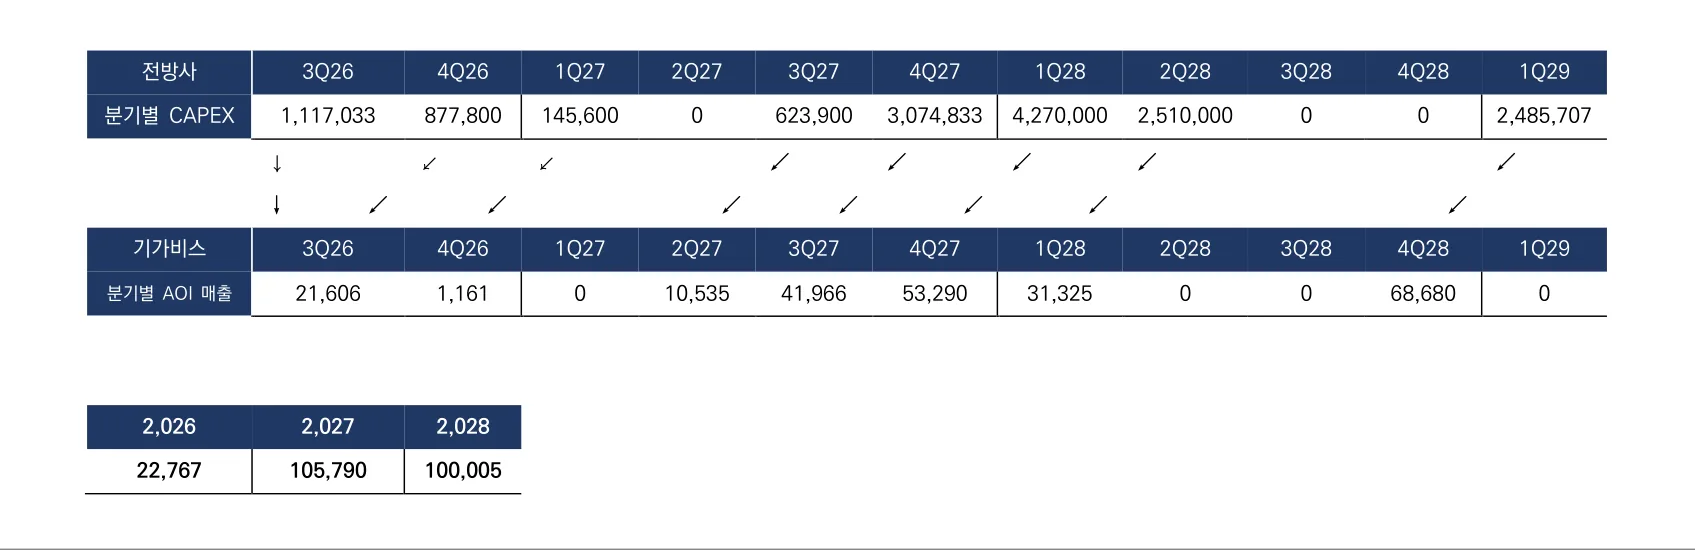 전방사 3Q26 4Q26 1Q27 2Q27 3Q27 4Q27 1Q28 2Q28 3Q28 4Q28 1Q29
분기별 CAPEX 1,117,033 877,800 145,600 0 623,900 3,074,833 4,270,000 2,510,000 0 0 2,485,707
↓ ↙ ↙ ↙ ↙ ↙ ↙ ↙
↓ ↙ ↙ ↙ ↙ ↙ ↙ ↙
기가비스 3Q26 4Q26 1Q27 2Q27 3Q27 4Q27 1Q28 2Q28 3Q28 4Q28 1Q29
분기별 AOI 매출 21,606 1,161 0 10,535 41,966 53,290 31,325 0 0 68,680 0
2,026 2,027 2,028
22,767 105,790 100,005